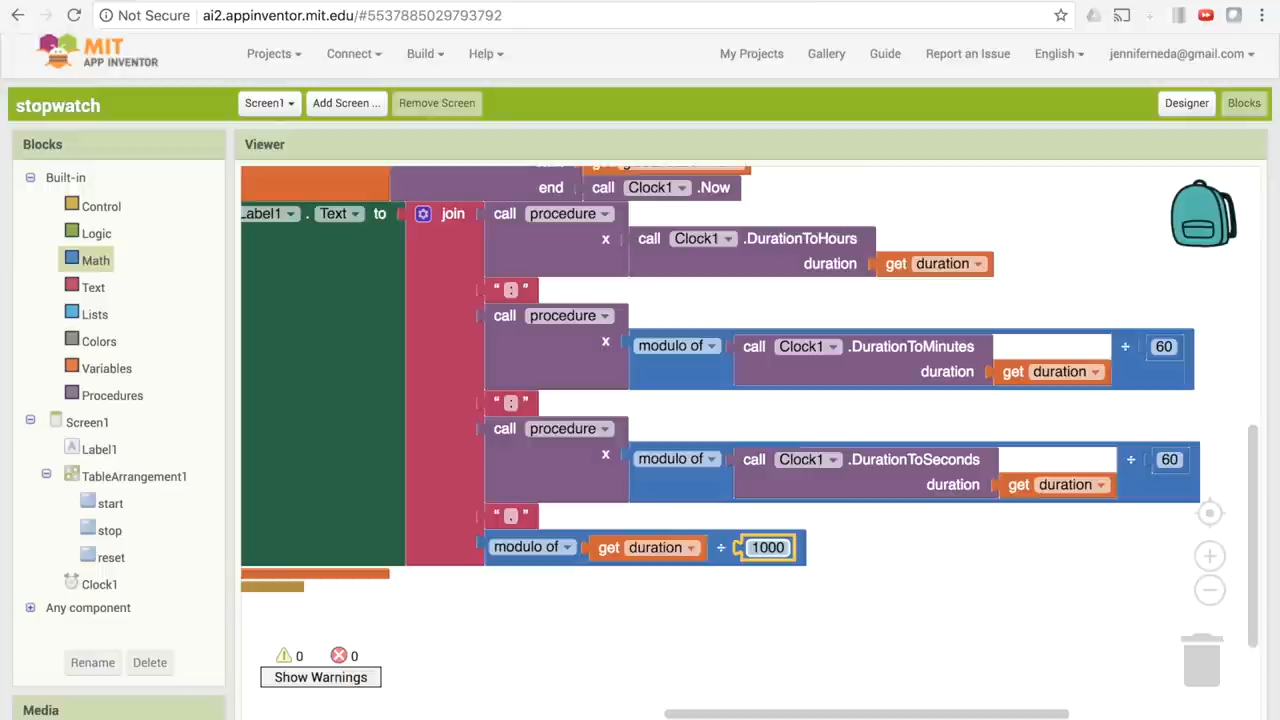 Not Secure ai2.appinventor.mit.edu/#5537885029793792
MIT APP INVENTOR
Projects Connect Build Help My Projects Gallery Guide Report an Issue English jenniferneda@gmail.com
stopwatch Screen1 Add Screen ... Remove Screen Designer Blocks
Blocks
Viewer
Built-in
Control
Logic
Math
Text
Lists
Colors
Variables
Procedures
Screen1
Label1
TableArrangement1
start
stop
reset
Clock1
Any component
Rename Delete
Media
end call Clock1 .Now
Label1 . Text to join call procedure
x call Clock1 .DurationToHours
duration get duration
" : "
call procedure
x modulo of call Clock1 .DurationToMinutes ÷ 60
duration get duration
" : "
call procedure
x modulo of call Clock1 .DurationToSeconds ÷ 60
duration get duration
" . "
modulo of get duration ÷ 1000
0 0
Show Warnings